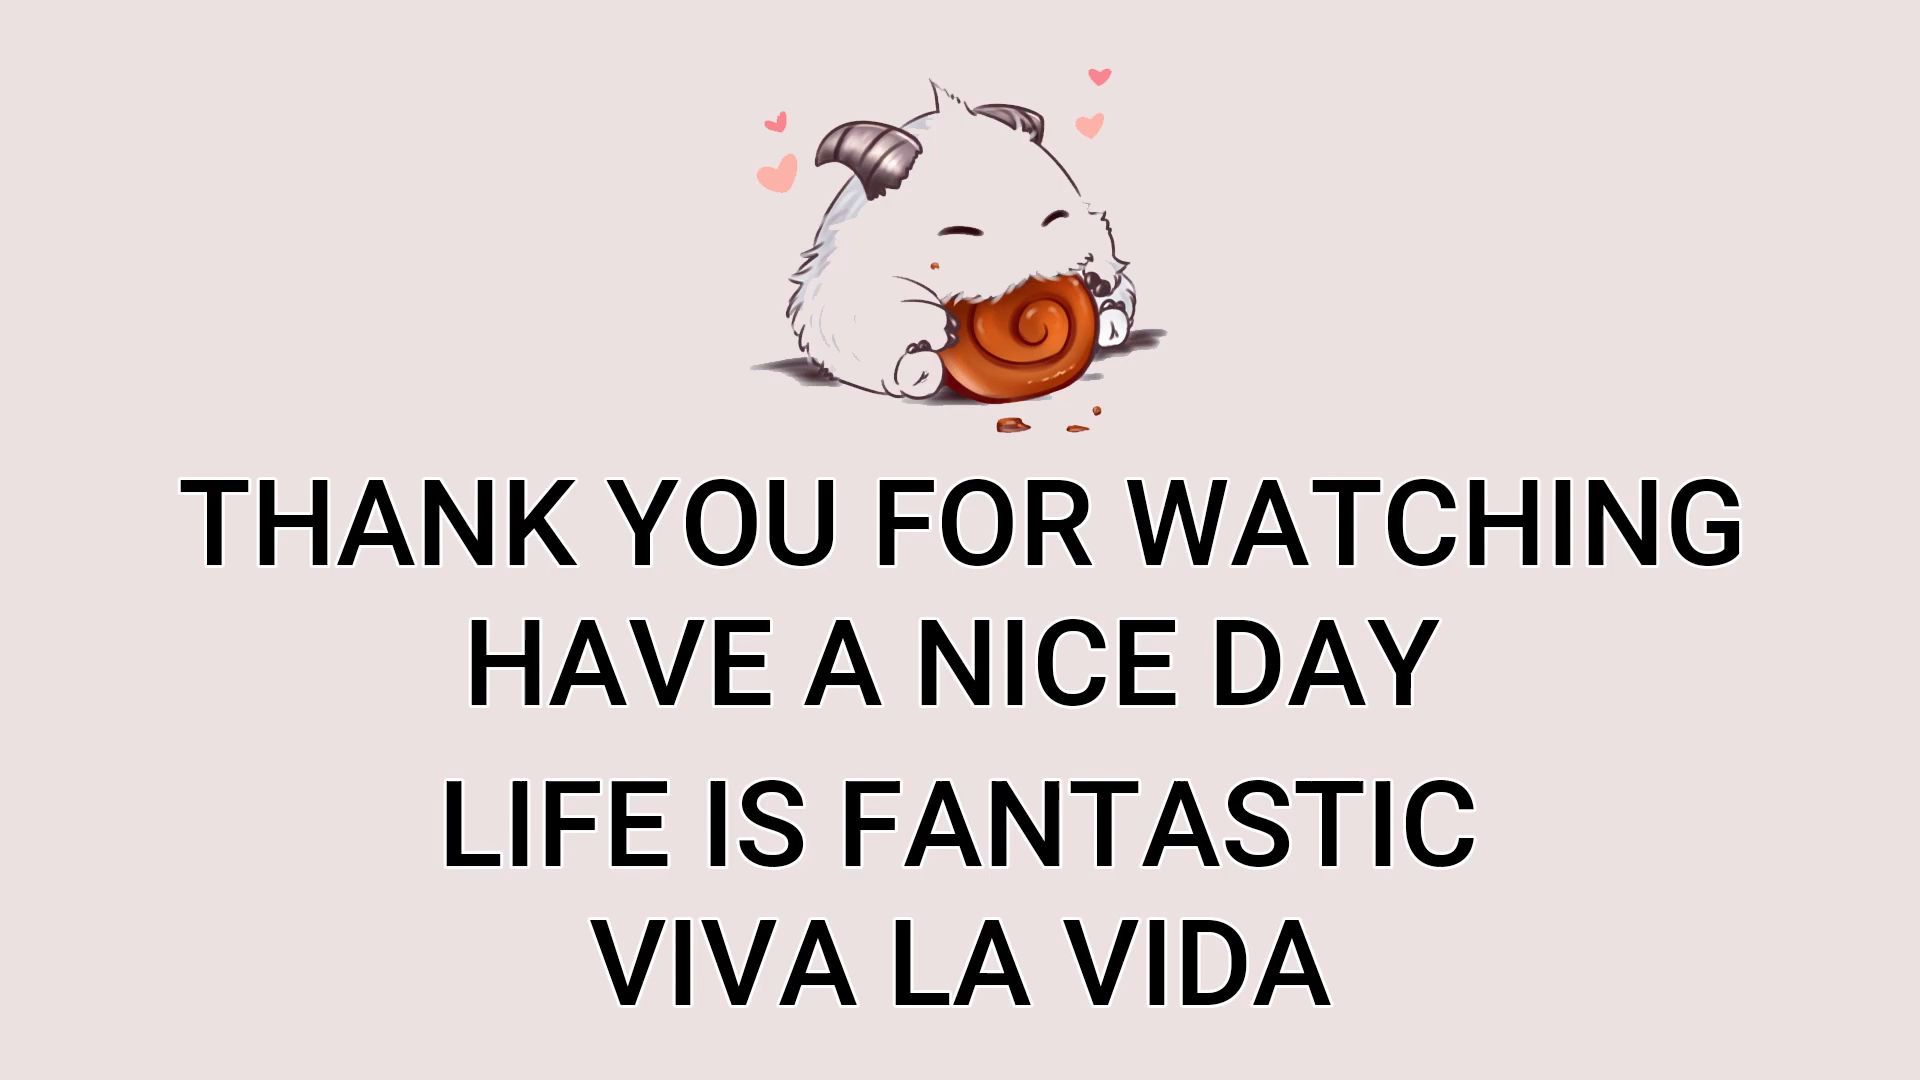 THANK YOU FOR WATCHING
HAVE A NICE DAY
LIFE IS FANTASTIC
VIVA LA VIDA